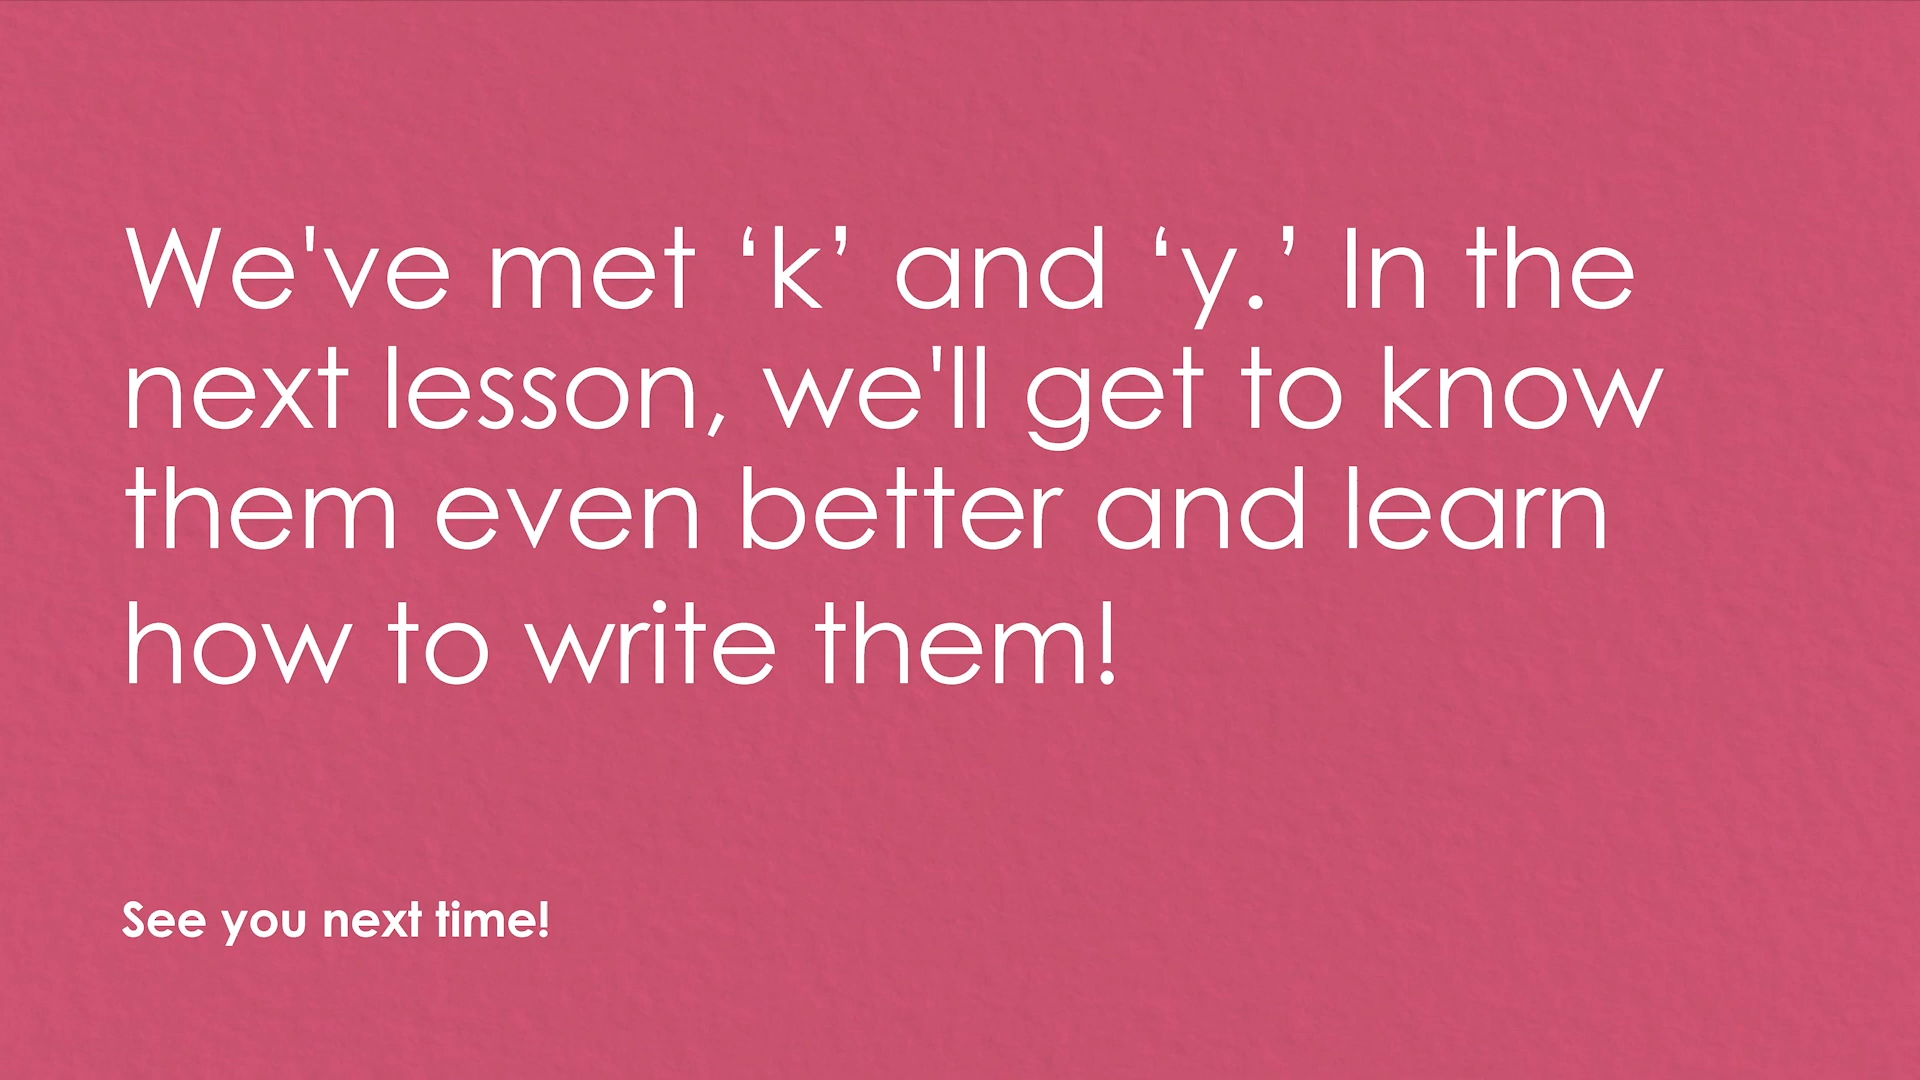 We've met ‘k’ and ‘y.’ In the
next lesson, we'll get to know
them even better and learn
how to write them!
See you next time!